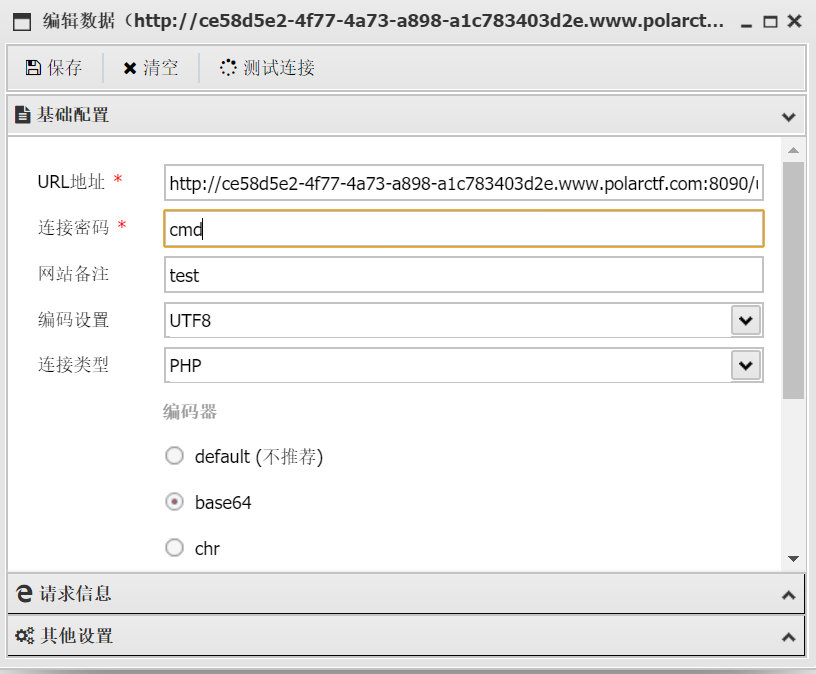 编辑数据（http://ce58d5e2-4f77-4a73-a898-a1c783403d2e.www.polarct...
保存 清空 测试连接
基础配置
URL地址 * http://ce58d5e2-4f77-4a73-a898-a1c783403d2e.www.polarctf.com:8090/u
连接密码 * cmd
网站备注 test
编码设置 UTF8
连接类型 PHP
编码器
default (不推荐)
base64
chr
请求信息
其他设置